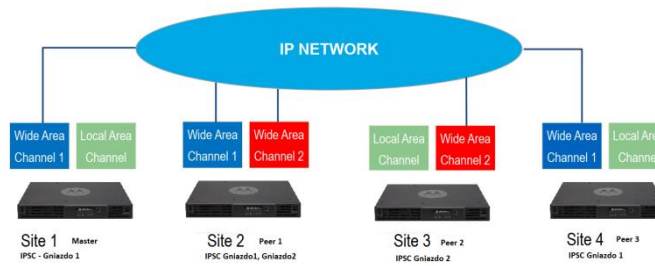 IP NETWORK
Wide Area Channel 1
Local Area Channel
Wide Area Channel 1
Wide Area Channel 2
Local Area Channel
Wide Area Channel 2
Wide Area Channel 1
Local Area Channel
Site 1 Master
IPSC - Gniazdo 1
Site 2 Peer 1
IPSC Gniazdo1, Gniazdo2
Site 3 Peer 2
IPSC Gniazdo 2
Site 4 Peer 3
IPSC Gniazdo 1